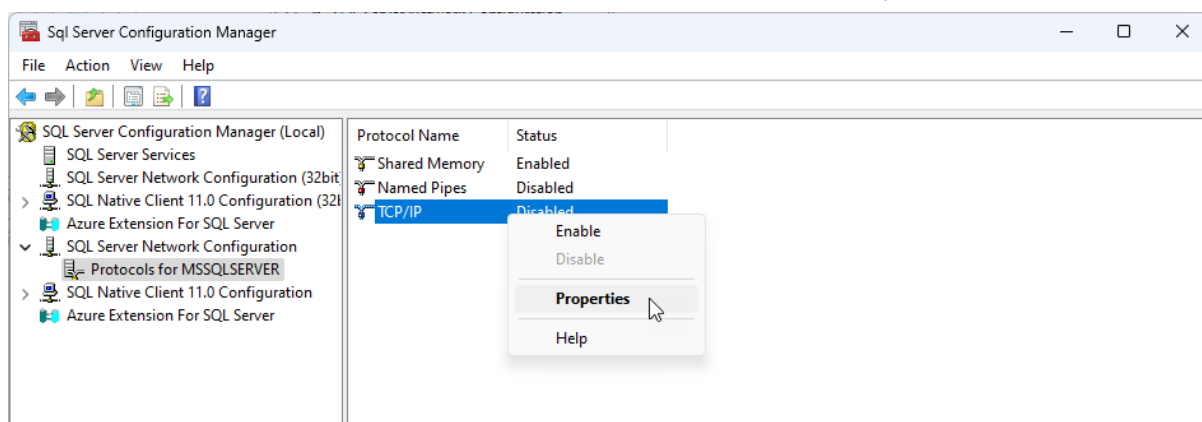 Sql Server Configuration Manager
File Action View Help
SQL Server Configuration Manager (Local)
SQL Server Services
SQL Server Network Configuration (32bit
SQL Native Client 11.0 Configuration (32b
Azure Extension For SQL Server
SQL Server Network Configuration
Protocols for MSSQLSERVER
SQL Native Client 11.0 Configuration
Azure Extension For SQL Server
Protocol Name Status
Shared Memory Enabled
Named Pipes Disabled
TCP/IP Disabled
Enable
Disable
Properties
Help